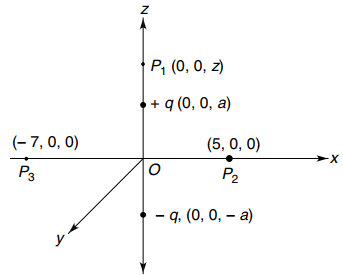 z
P₁ (0, 0, z)
+ q (0, 0, a)
(– 7, 0, 0)
(5, 0, 0)
x
P₃
O
P₂
– q, (0, 0, – a)
y